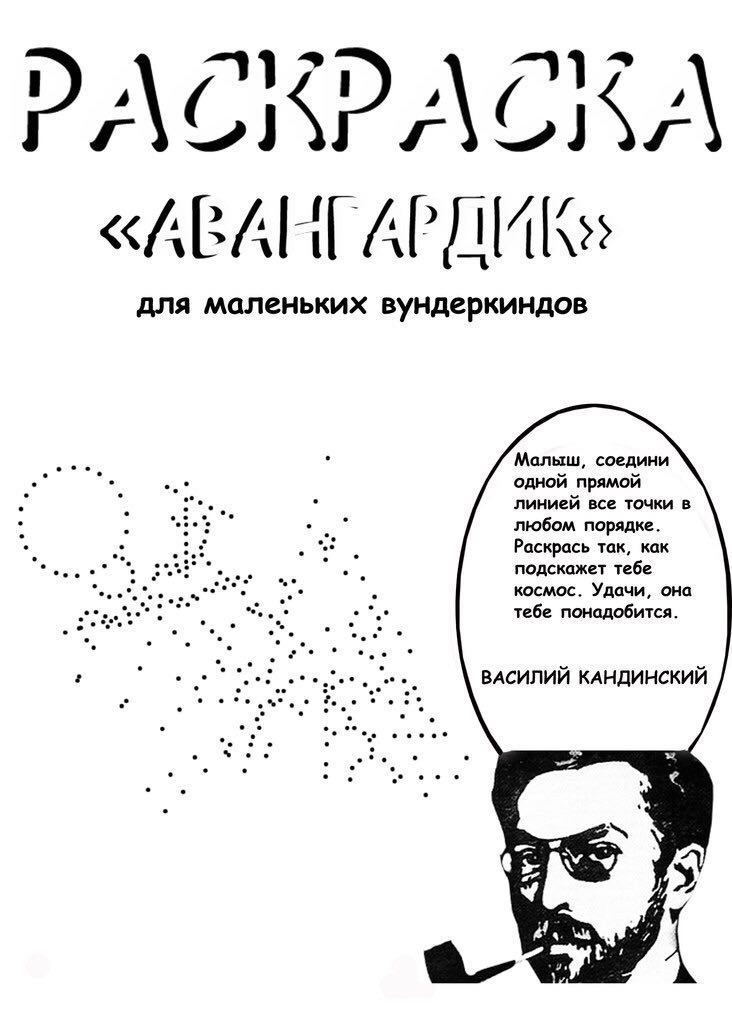 РАСКРАСКА
«АВАНГАРДИК»
для маленьких вундеркиндов
Малыш, соедини
одной прямой
линией все точки в
любом порядке.
Раскрась так, как
подскажет тебе
космос. Удачи, она
тебе понадобится.
ВАСИЛИЙ КАНДИНСКИЙ